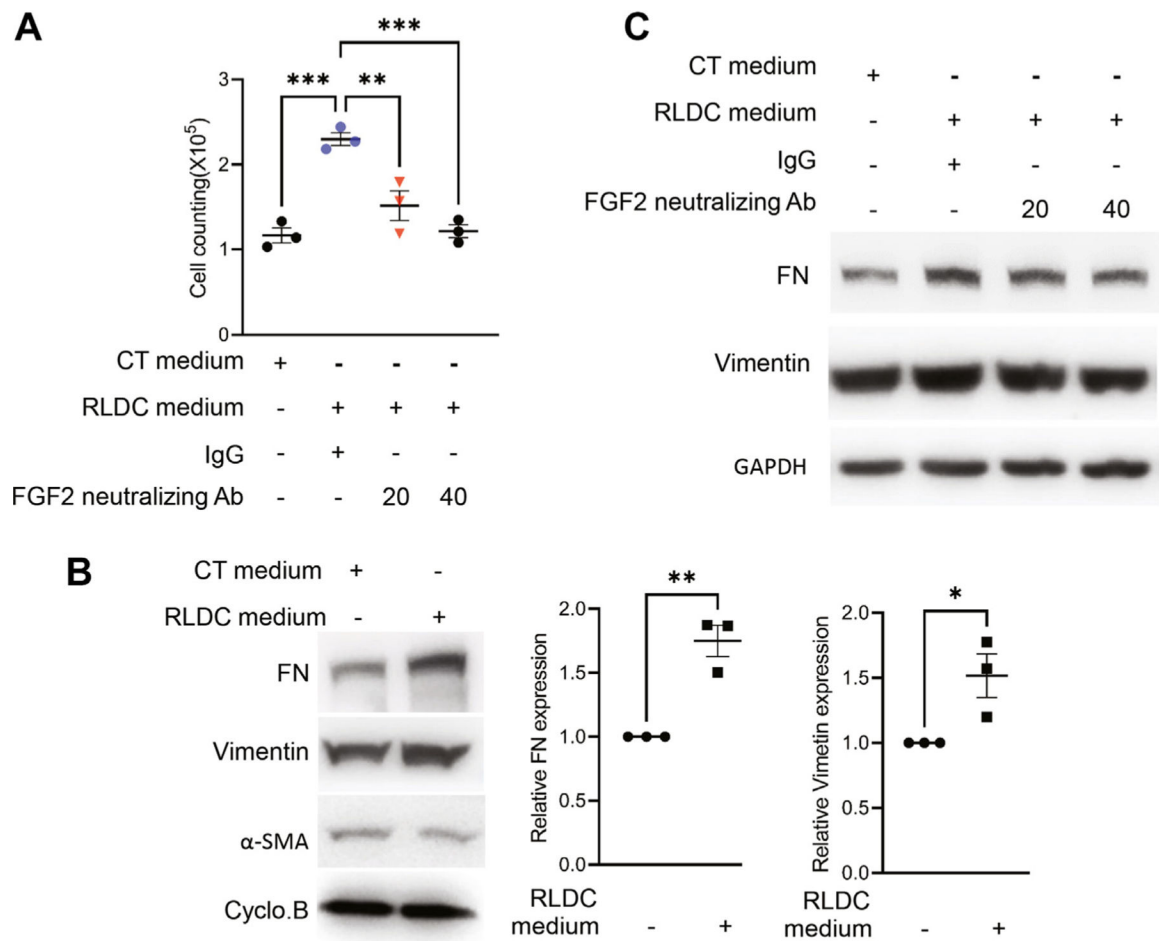 A
***
***
**
3
2
1
0
Cell counting(X10⁵)
CT medium + - - -
RLDC medium - + + +
IgG - + - -
FGF2 neutralizing Ab - - 20 40
B
CT medium + -
RLDC medium - +
FN
Vimentin
α-SMA
Cyclo.B
**
2.0
1.5
1.0
0.5
0.0
Relative FN expression
RLDC
medium - +
*
2.0
1.5
1.0
0.5
0.0
Relative Vimetin expression
RLDC
medium - +
C
CT medium + - - -
RLDC medium - + + +
IgG - + - -
FGF2 neutralizing Ab - - 20 40
FN
Vimentin
GAPDH